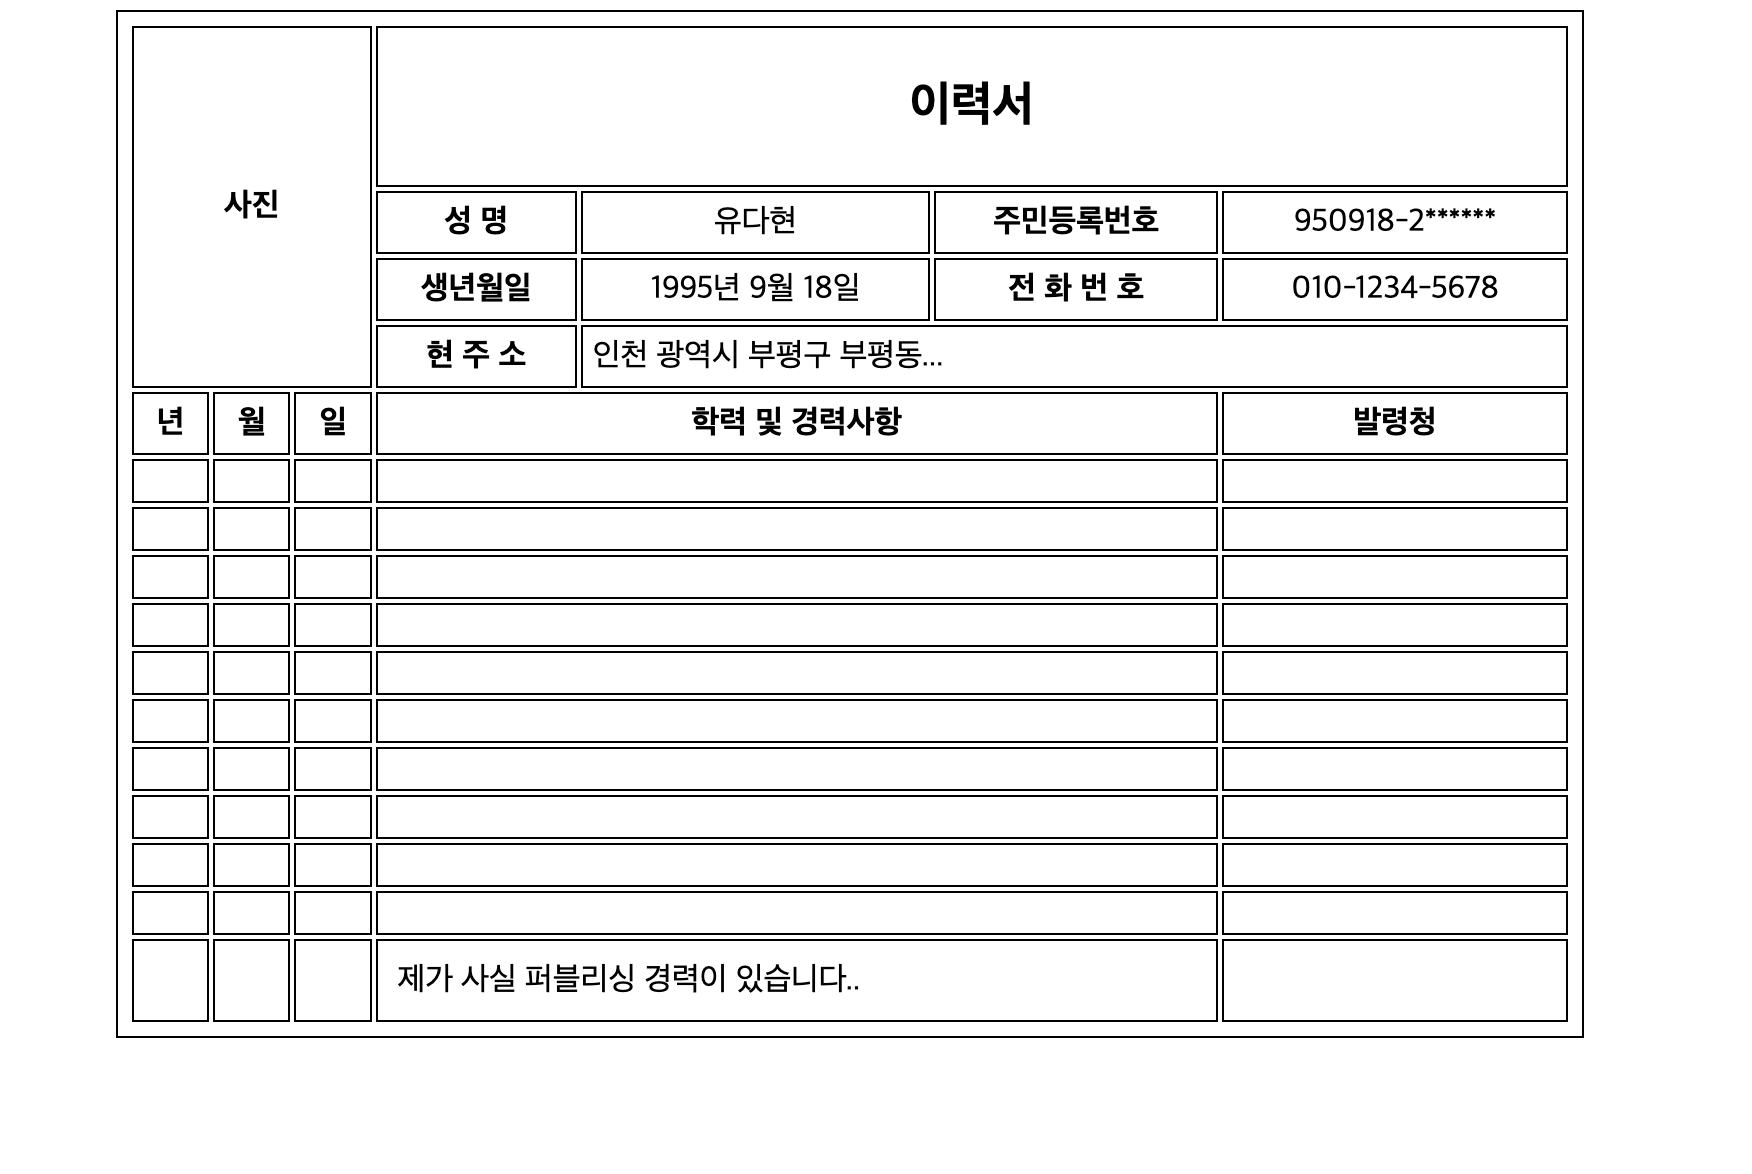 이력서
사진
성 명 유다현 주민등록번호 950918-2******
생년월일 1995년 9월 18일 전 화 번 호 010-1234-5678
현 주 소 인천 광역시 부평구 부평동...
년 월 일 학력 및 경력사항 발령청
제가 사실 퍼블리싱 경력이 있습니다..